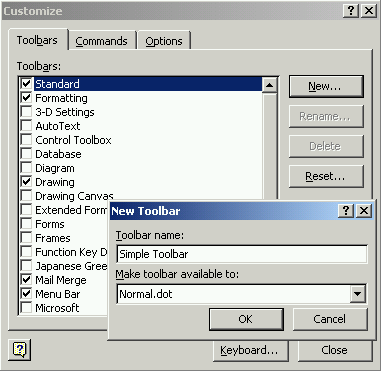 Customize
Toolbars Commands Options
Toolbars:
Standard
Formatting
3-D Settings
AutoText
Control Toolbox
Database
Diagram
Drawing
Drawing Canvas
Extended Form
Forms
Frames
Function Key D
Japanese Gree
Mail Merge
Menu Bar
Microsoft
New...
Rename...
Delete
Reset...
New Toolbar
Toolbar name:
Simple Toolbar
Make toolbar available to:
Normal.dot
OK Cancel
Keyboard... Close